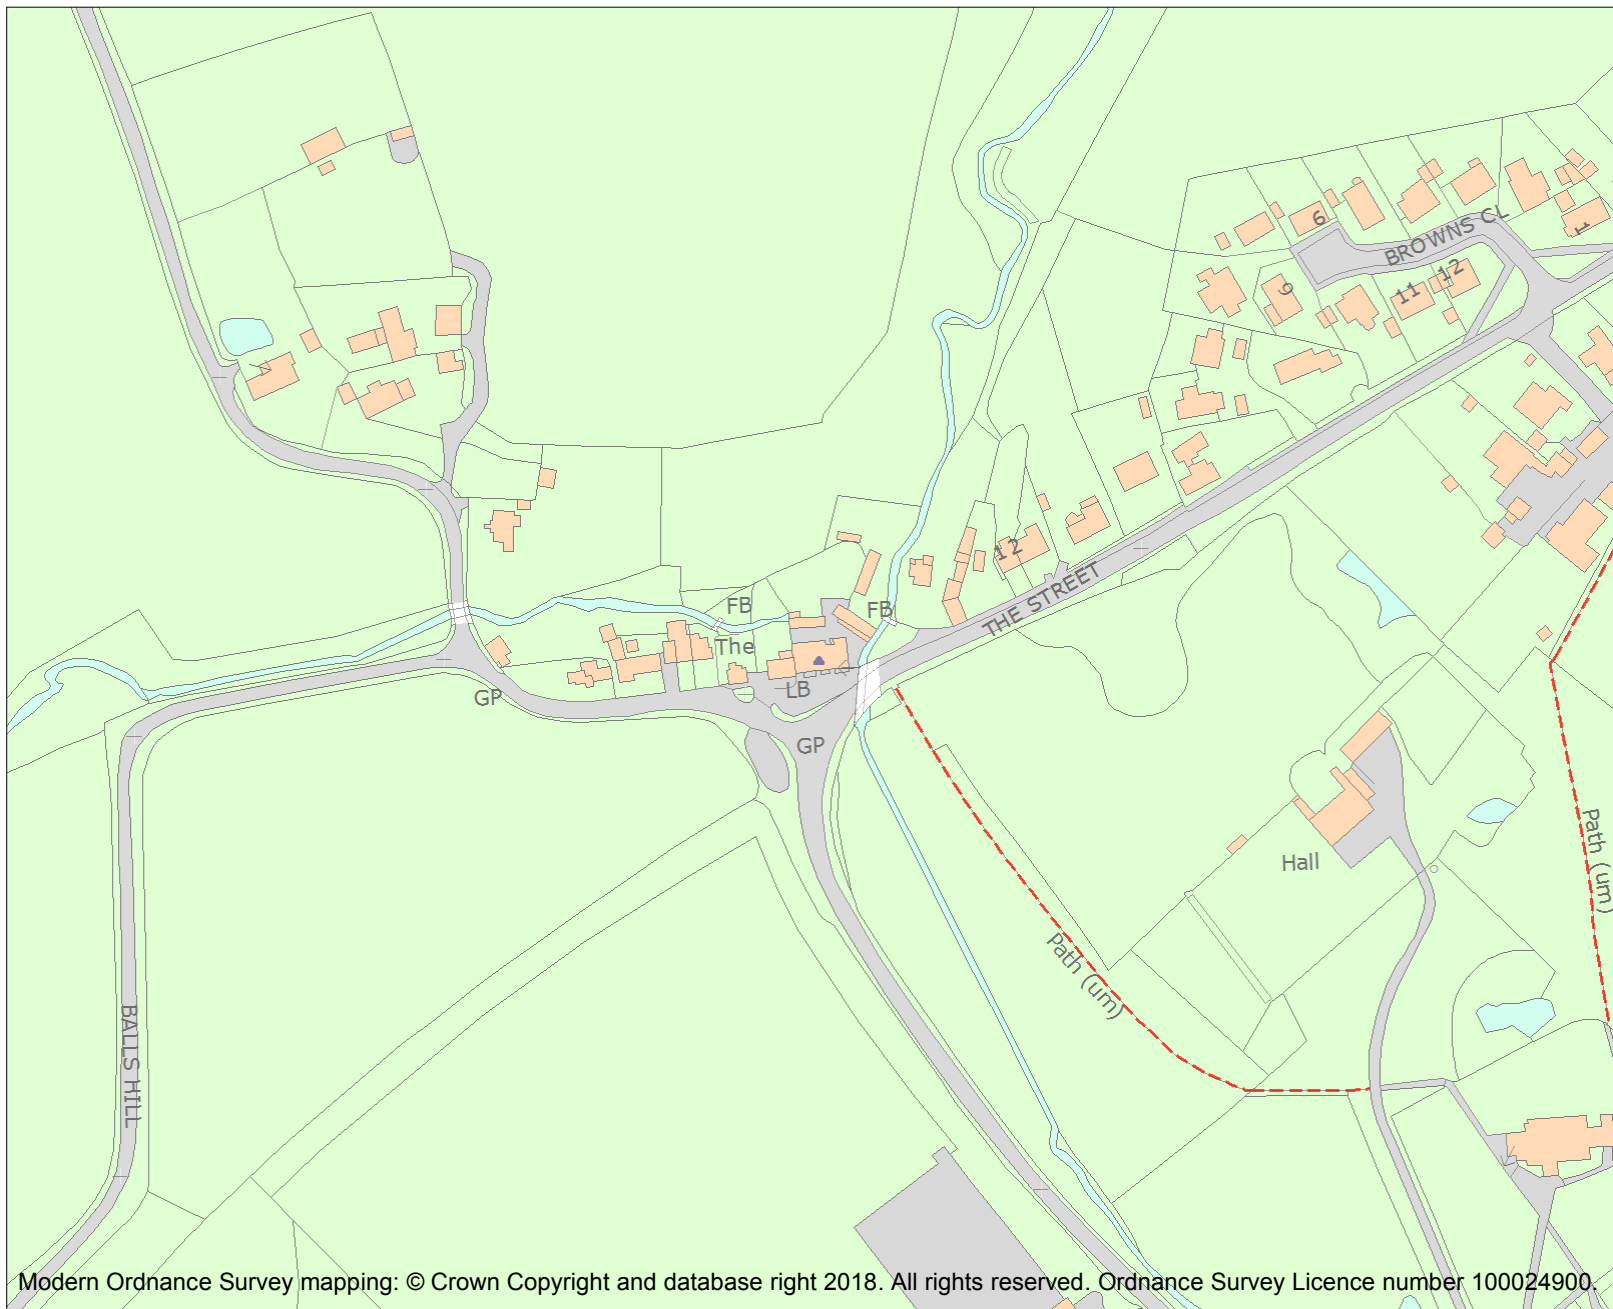 6
1
BROWNS CL
9
11
12
12
THE STREET
FB
FB
The
LB
GP
GP
Path (um)
Hall
Path (um)
BALLS HILL
Modern Ordnance Survey mapping: © Crown Copyright and database right 2018. All rights reserved. Ordnance Survey Licence number 100024900.